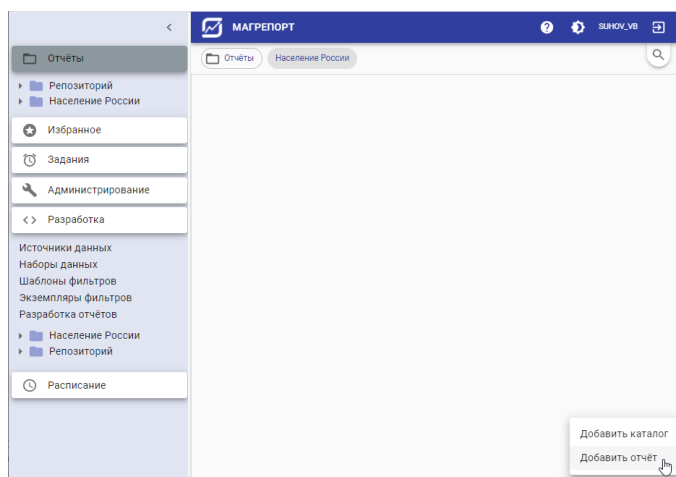 МАГРЕПОРТ
SUHOV_VB
Отчёты
Население России
Отчёты
Репозиторий
Население России
Избранное
Задания
Администрирование
Разработка
Источники данных
Наборы данных
Шаблоны фильтров
Экземпляры фильтров
Разработка отчётов
Население России
Репозиторий
Расписание
Добавить каталог
Добавить отчёт